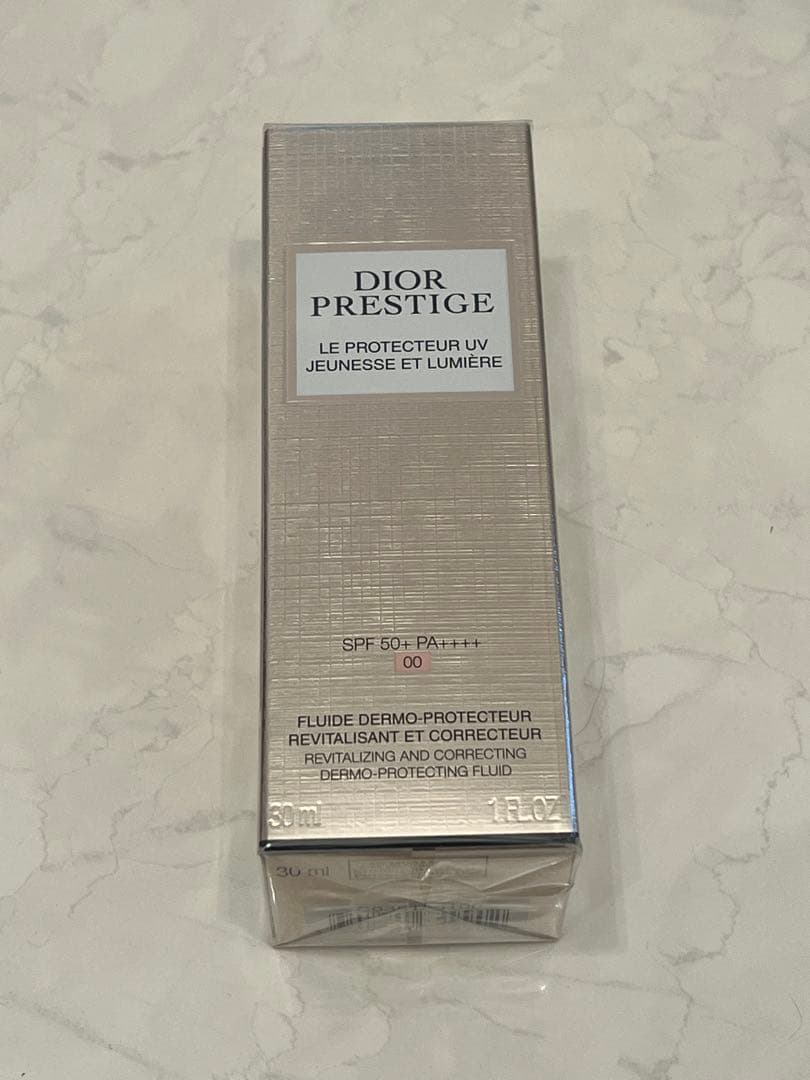 DIOR
PRESTIGE
LE PROTECTEUR UV
JEUNESSE ET LUMIÈRE
SPF 50+ PA++++
00
FLUIDE DERMO-PROTECTEUR
REVITALISANT ET CORRECTEUR
REVITALIZING AND CORRECTING
DERMO-PROTECTING FLUID
30 ml 1 FL.OZ
30 ml